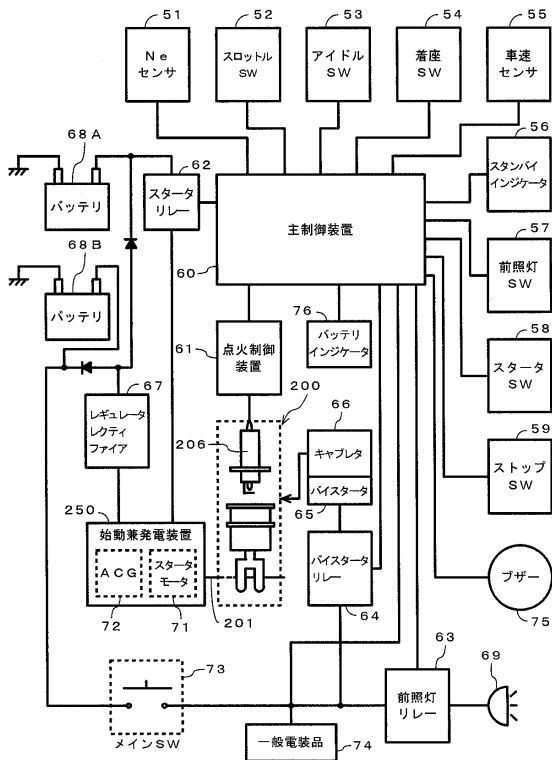 51
52
53
54
55
Ne
センサ
スロットル
SW
アイドル
SW
着座
SW
車速
センサ
68A
62
56
バッテリ
スタータ
リレー
主制御装置
スタンバイ
インジケータ
60
68B
57
バッテリ
前照灯
SW
61
76
点火制御
装置
バッテリ
インジケータ
58
スタータ
SW
67
200
66
レギュレータ
レクティ
ファイア
206
キャブレタ
バイスタータ
65
59
ストップ
SW
250
始動兼発電装置
ACG
スタータ
モータ
72
71
201
バイスタータ
リレー
64
ブザー
75
73
63
69
前照灯
リレー
メインSW
一般電装品
74